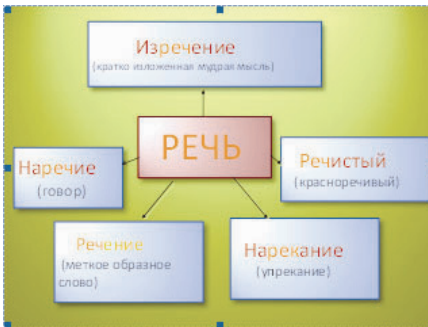 Изречение
(кратко изложенная мудрая мысль)
РЕЧЬ
Наречие
(говор)
Речистый
(красноречивый)
Речение
(меткое образное
слово)
Нарекание
(упрекание)